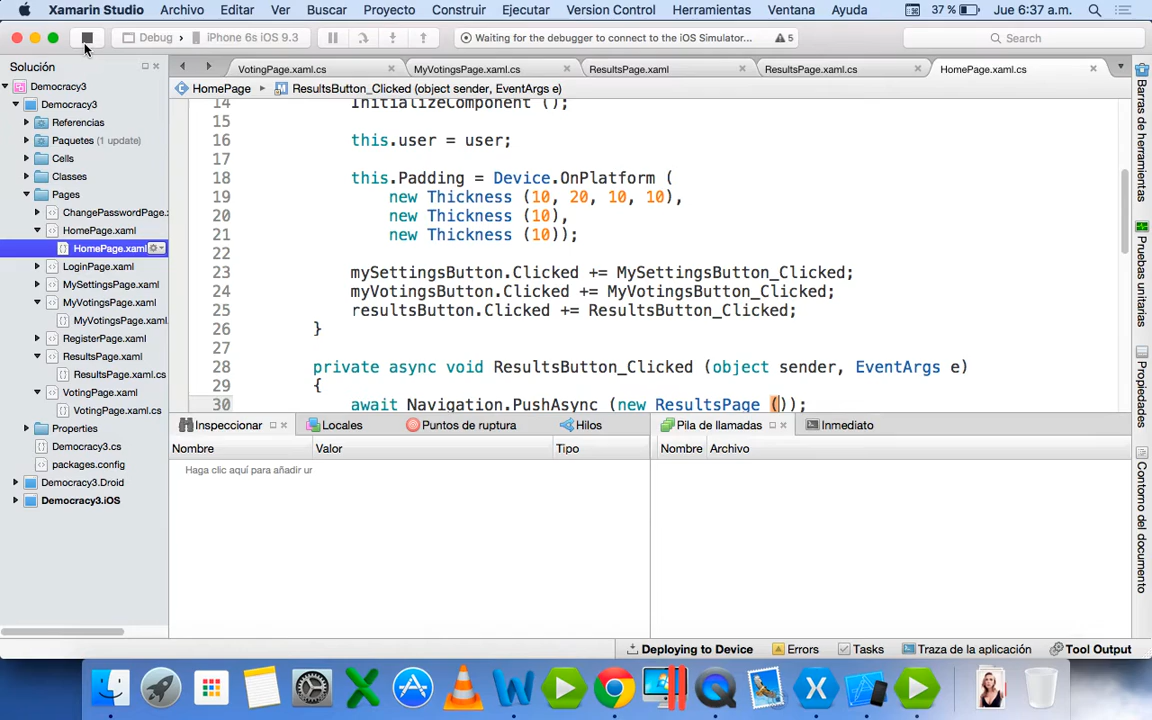 Xamarin Studio Archivo Editar Ver Buscar Proyecto Construir Ejecutar Version Control Herramientas Ventana Ayuda 37 % Jue 6:37 a.m.
Debug iPhone 6s iOS 9.3 Waiting for the debugger to connect to the iOS Simulator... 5 Search
Solución
VotingPage.xaml.cs MyVotingsPage.xaml.cs ResultsPage.xaml ResultsPage.xaml.cs HomePage.xaml.cs
HomePage ResultsButton_Clicked (object sender, EventArgs e)
Democracy3
Democracy3
Referencias
Paquetes (1 update)
Cells
Classes
Pages
ChangePasswordPage.
HomePage.xaml
HomePage.xaml
LoginPage.xaml
MySettingsPage.xaml
MyVotingsPage.xaml
MyVotingsPage.xaml.
RegisterPage.xaml
ResultsPage.xaml
ResultsPage.xaml.cs
VotingPage.xaml
VotingPage.xaml.cs
Properties
Democracy3.cs
packages.config
Democracy3.Droid
Democracy3.iOS
14 InitializeComponent ();
15
16 this.user = user;
17
18 this.Padding = Device.OnPlatform (
19 new Thickness (10, 20, 10, 10),
20 new Thickness (10),
21 new Thickness (10));
22
23 mySettingsButton.Clicked += MySettingsButton_Clicked;
24 myVotingsButton.Clicked += MyVotingsButton_Clicked;
25 resultsButton.Clicked += ResultsButton_Clicked;
26 }
27
28 private async void ResultsButton_Clicked (object sender, EventArgs e)
29 {
30 await Navigation.PushAsync (new ResultsPage ());
Inspeccionar Locales Puntos de ruptura Hilos
Nombre Valor Tipo
Haga clic aquí para añadir ur
Pila de llamadas Inmediato
Nombre Archivo
Barras de herramientas
Pruebas unitarias
Propiedades
Contorno del documento
Deploying to Device Errors Tasks Traza de la aplicación Tool Output